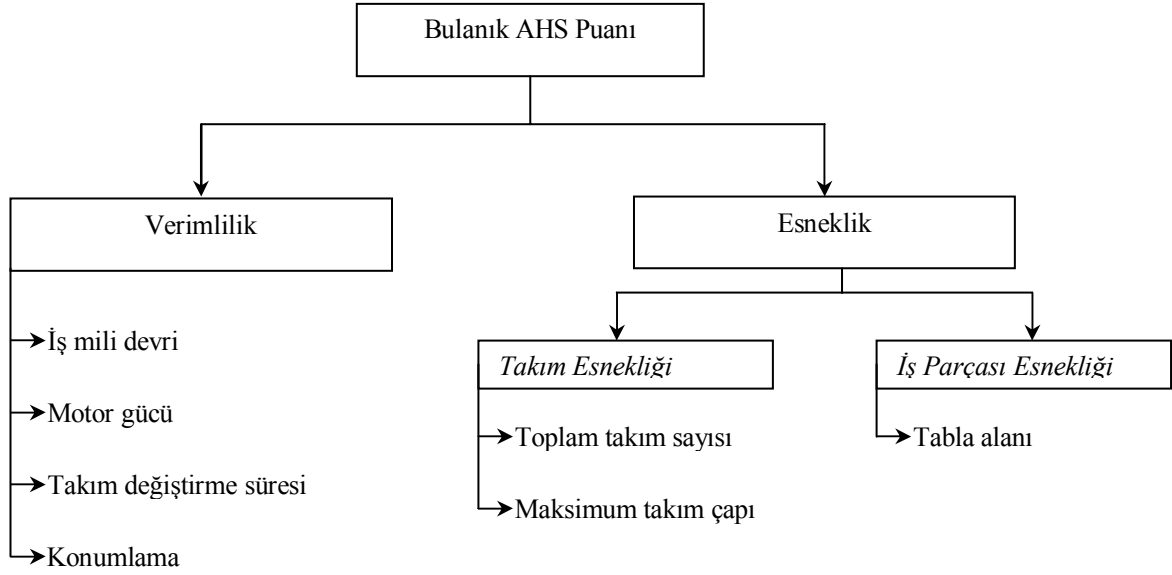 Bulanık AHS Puanı
Verimlilik
Esneklik
İş mili devri
Motor gücü
Takım değiştirme süresi
Konumlama
Takım Esnekliği
Toplam takım sayısı
Maksimum takım çapı
İş Parçası Esnekliği
Tabla alanı